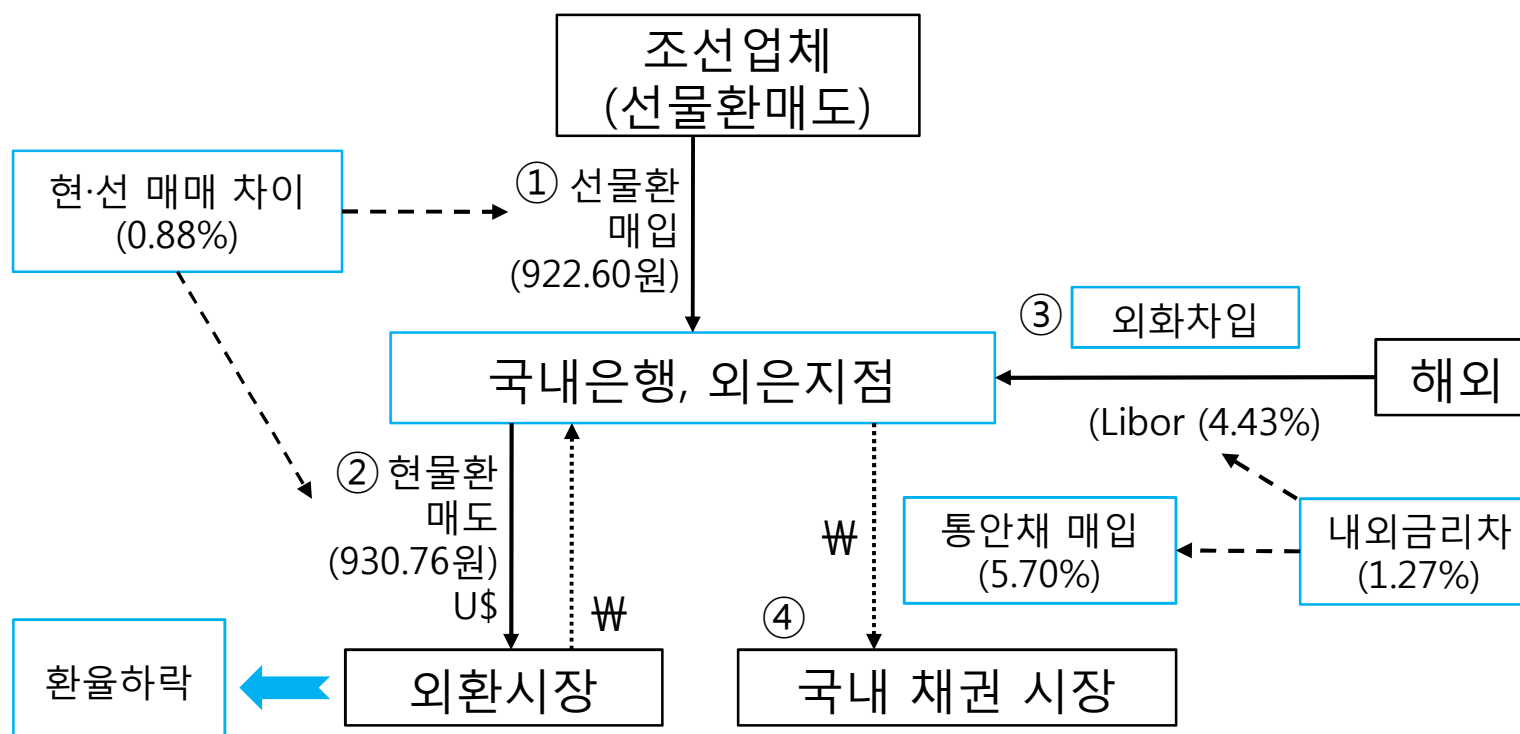 조선업체
(선물환매도)
현·선 매매 차이
(0.88%)
① 선물환
매입
(922.60원)
③ 외화차입
국내은행, 외은지점
해외
(Libor (4.43%)
② 현물환
매도
(930.76원)
U$
₩
₩
통안채 매입
(5.70%)
내외금리차
(1.27%)
④
환율하락
외환시장
국내 채권 시장